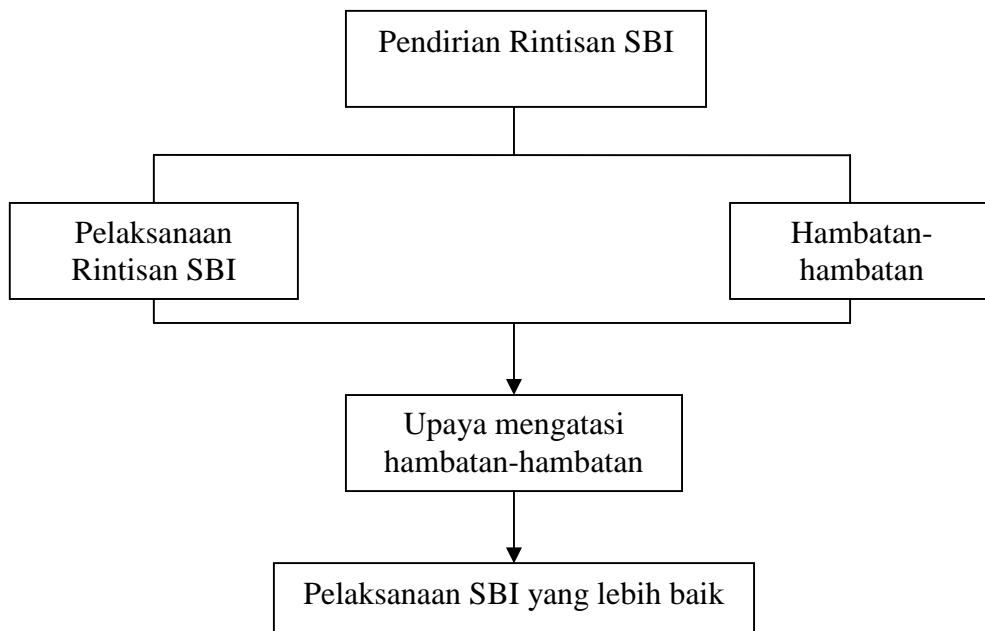 Pendirian Rintisan SBI
Pelaksanaan
Rintisan SBI
Hambatan-
hambatan
Upaya mengatasi
hambatan-hambatan
Pelaksanaan SBI yang lebih baik